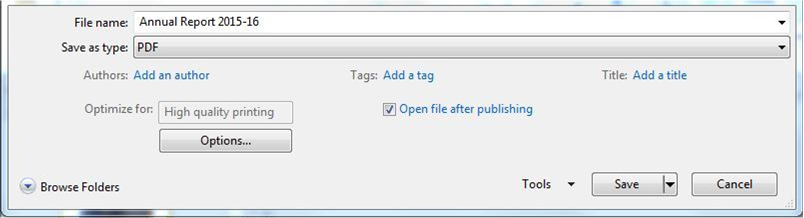 File name: Annual Report 2015-16
Save as type: PDF
Authors: Add an author Tags: Add a tag Title: Add a title
Optimize for: High quality printing Open file after publishing
Options...
Browse Folders Tools Save Cancel